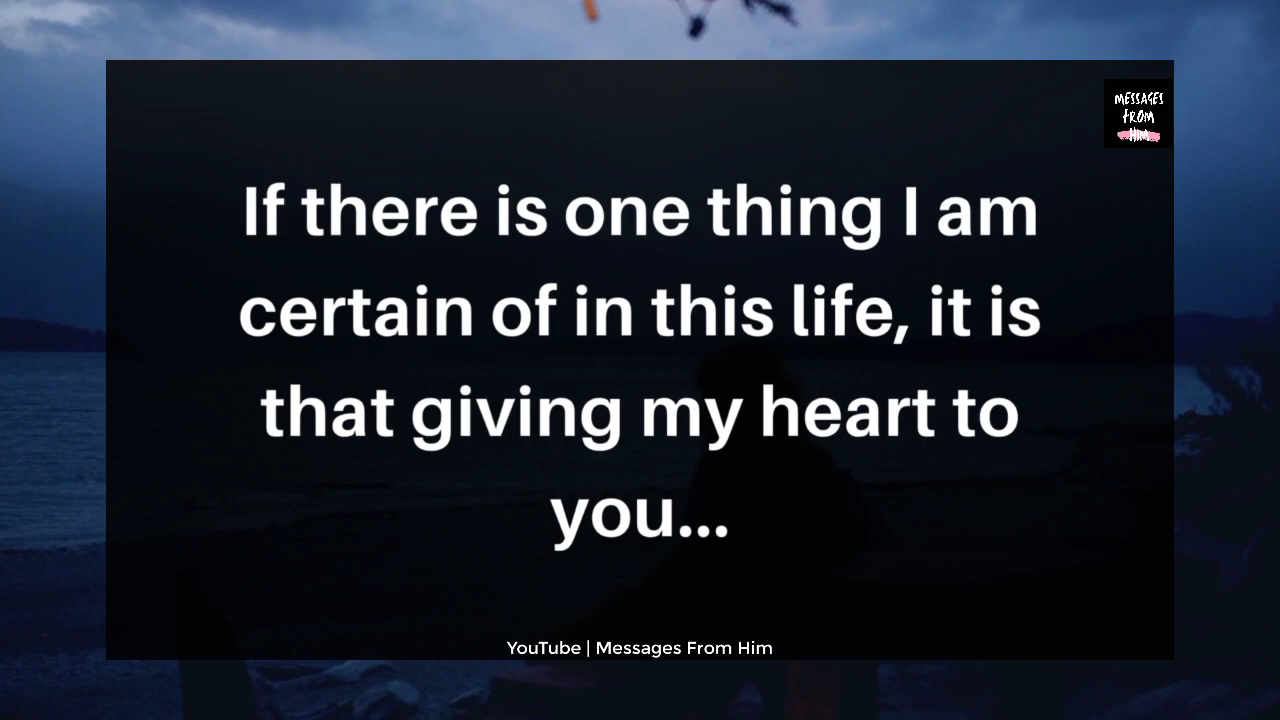 MESSAGES
FROM
HIM...
If there is one thing I am
certain of in this life, it is
that giving my heart to
you...
YouTube | Messages From Him